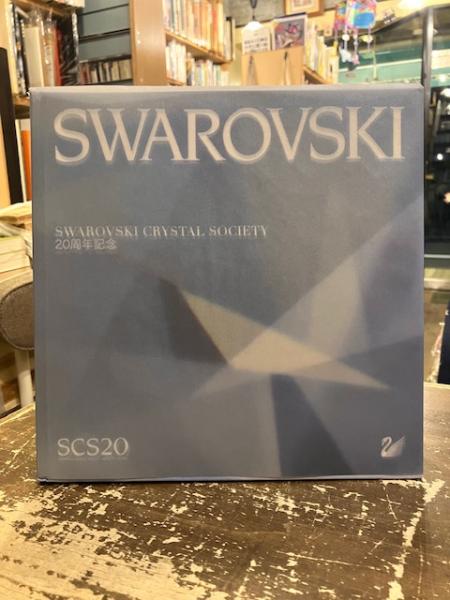 SWAROVSKI
SWAROVSKI CRYSTAL SOCIETY
20周年記念
SCS20